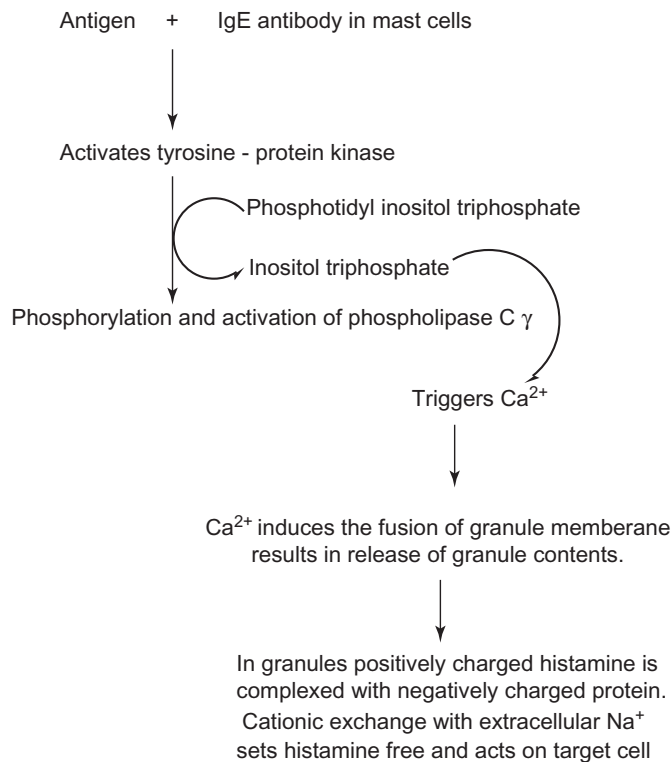 Antigen + IgE antibody in mast cells
Activates tyrosine - protein kinase
Phosphotidyl inositol triphosphate
Inositol triphosphate
Phosphorylation and activation of phospholipase C γ
Triggers Ca²⁺
Ca²⁺ induces the fusion of granule memberane
results in release of granule contents.
In granules positively charged histamine is
complexed with negatively charged protein.
Cationic exchange with extracellular Na⁺
sets histamine free and acts on target cell